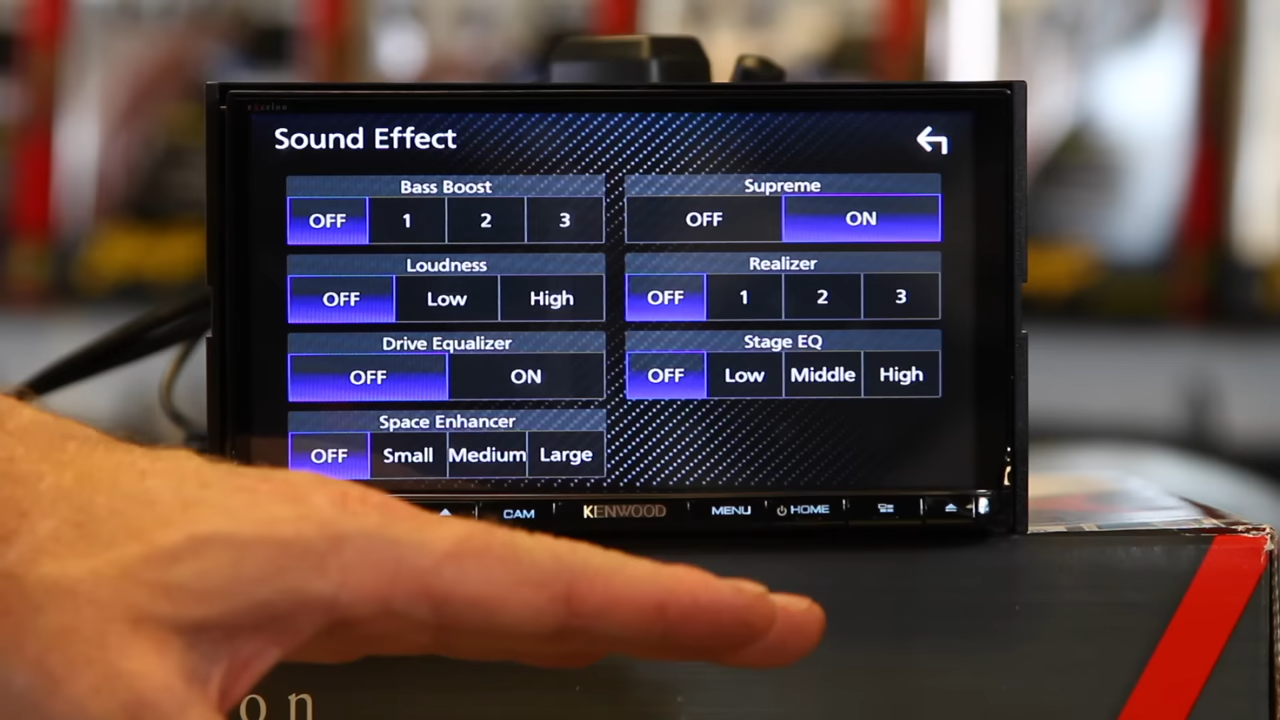 excelon
Sound Effect
Bass Boost
OFF 1 2 3
Supreme
OFF ON
Loudness
OFF Low High
Realizer
OFF 1 2 3
Drive Equalizer
OFF ON
Stage EQ
OFF Low Middle High
Space Enhancer
OFF Small Medium Large
CAM KENWOOD MENU HOME
on